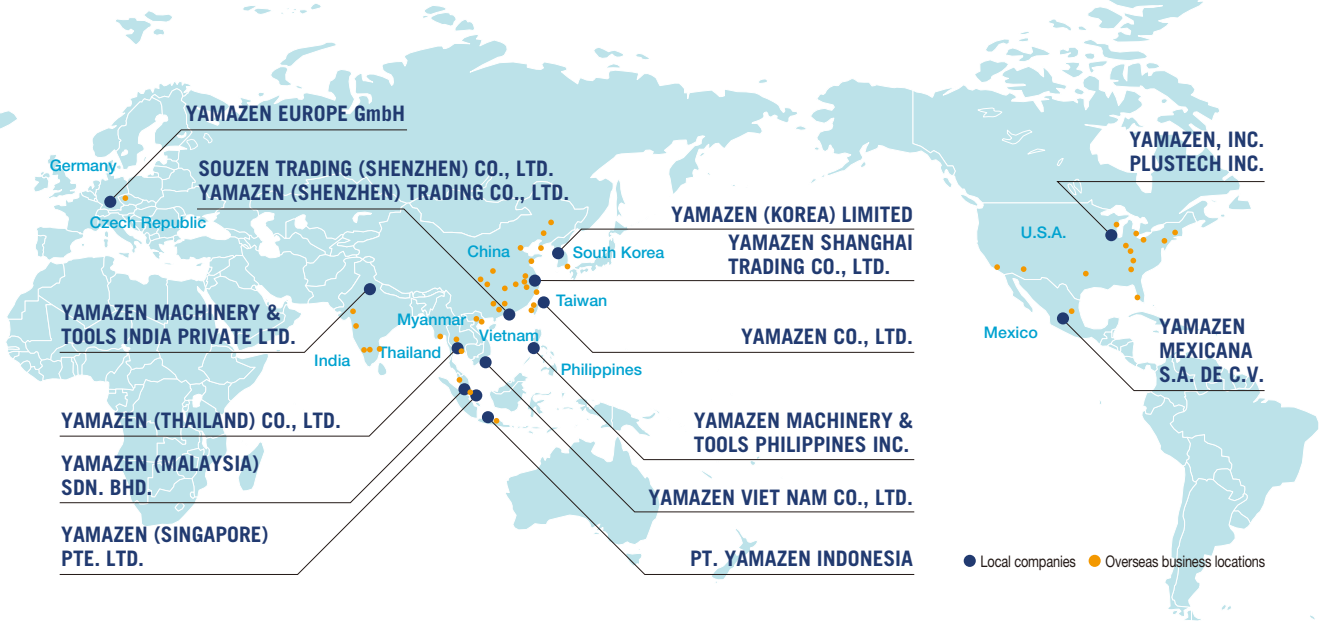 YAMAZEN EUROPE GmbH
Germany
Czech Republic
SOUZEN TRADING (SHENZHEN) CO., LTD.
YAMAZEN (SHENZHEN) TRADING CO., LTD.
YAMAZEN (KOREA) LIMITED
YAMAZEN SHANGHAI
TRADING CO., LTD.
China
South Korea
Taiwan
YAMAZEN CO., LTD.
YAMAZEN MACHINERY &
TOOLS INDIA PRIVATE LTD.
India
Myanmar
Thailand
Vietnam
Philippines
YAMAZEN (THAILAND) CO., LTD.
YAMAZEN (MALAYSIA)
SDN. BHD.
YAMAZEN (SINGAPORE)
PTE. LTD.
YAMAZEN MACHINERY &
TOOLS PHILIPPINES INC.
YAMAZEN VIET NAM CO., LTD.
PT. YAMAZEN INDONESIA
YAMAZEN, INC.
PLUSTECH INC.
U.S.A.
Mexico
YAMAZEN
MEXICANA
S.A. DE C.V.
Local companies
Overseas business locations